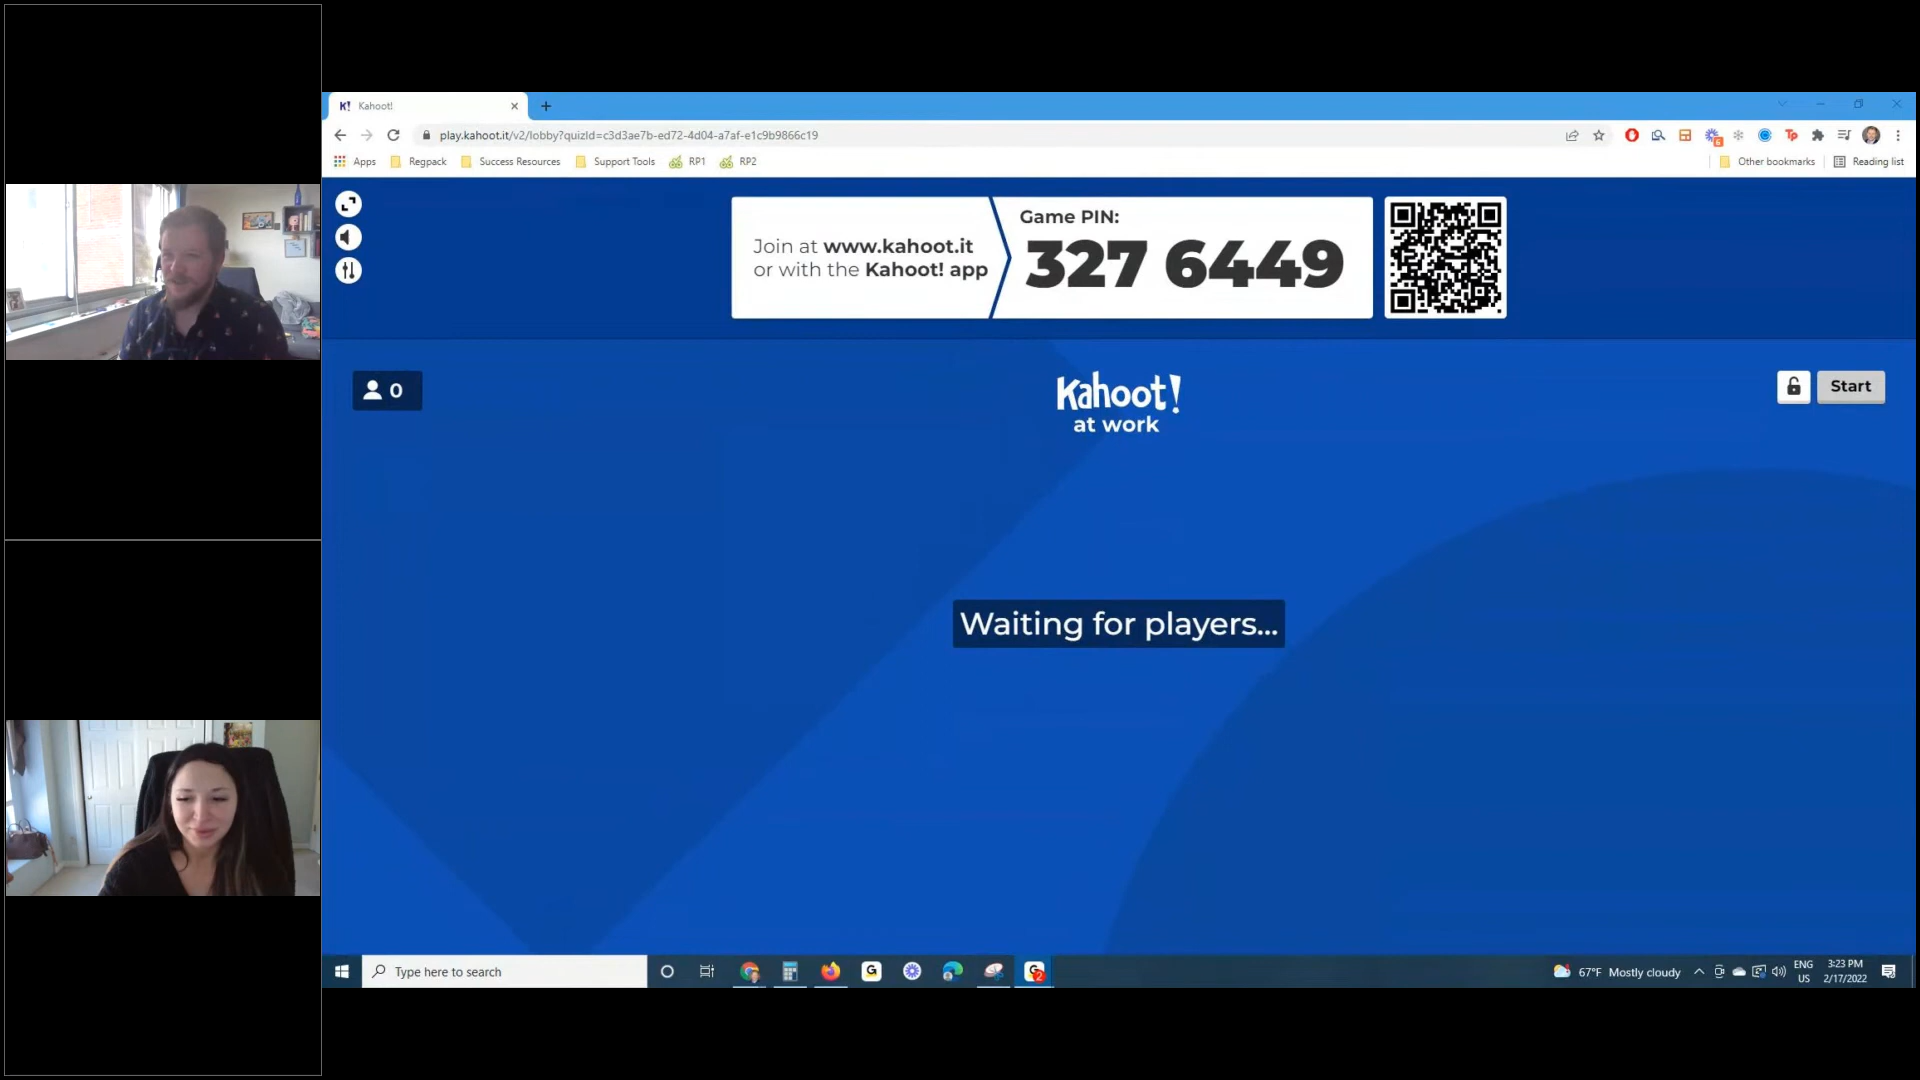 K! Kahoot!
play.kahoot.it/v2/lobby?quizId=c3d3ae7b-ed72-4d04-a7af-e1c9b9866c19
Apps Regpack Success Resources Support Tools RP1 RP2 Other bookmarks Reading list
Join at www.kahoot.it
or with the Kahoot! app
Game PIN:
327 6449
0
Kahoot!
at work
Start
Waiting for players...
Type here to search
67°F Mostly cloudy
ENG
US
3:23 PM
2/17/2022